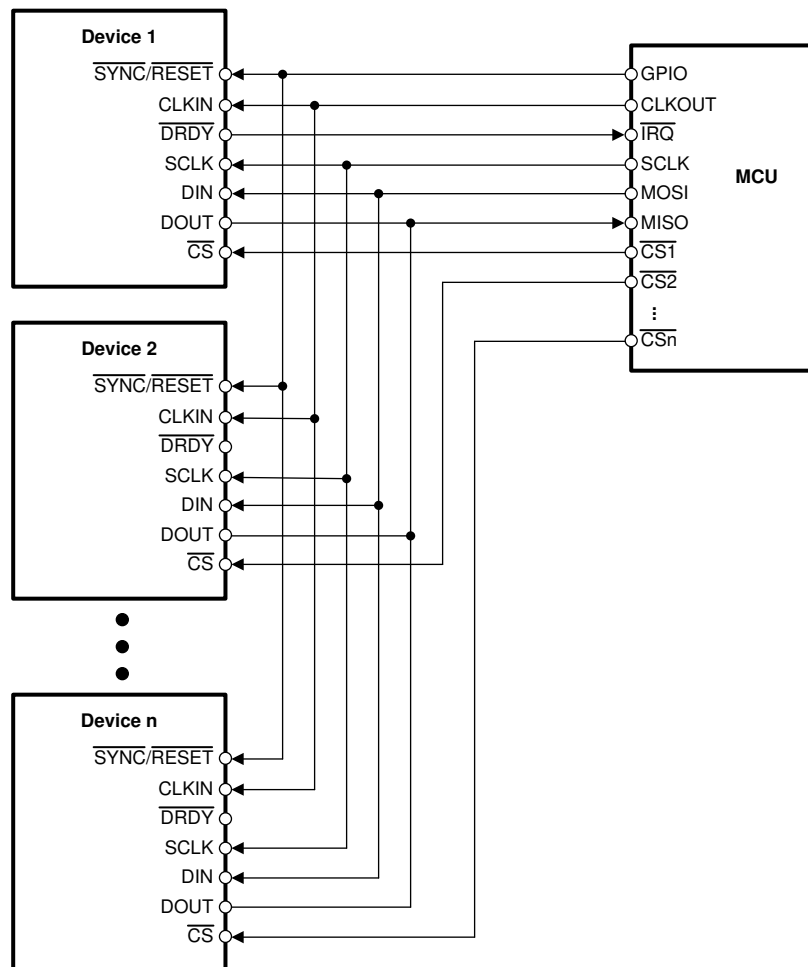 Device 1
SYNC/RESET
CLKIN
DRDY
SCLK
DIN
DOUT
CS
Device 2
SYNC/RESET
CLKIN
DRDY
SCLK
DIN
DOUT
CS
Device n
SYNC/RESET
CLKIN
DRDY
SCLK
DIN
DOUT
CS
MCU
GPIO
CLKOUT
IRQ
SCLK
MOSI
MISO
CS1
CS2
...
CSn